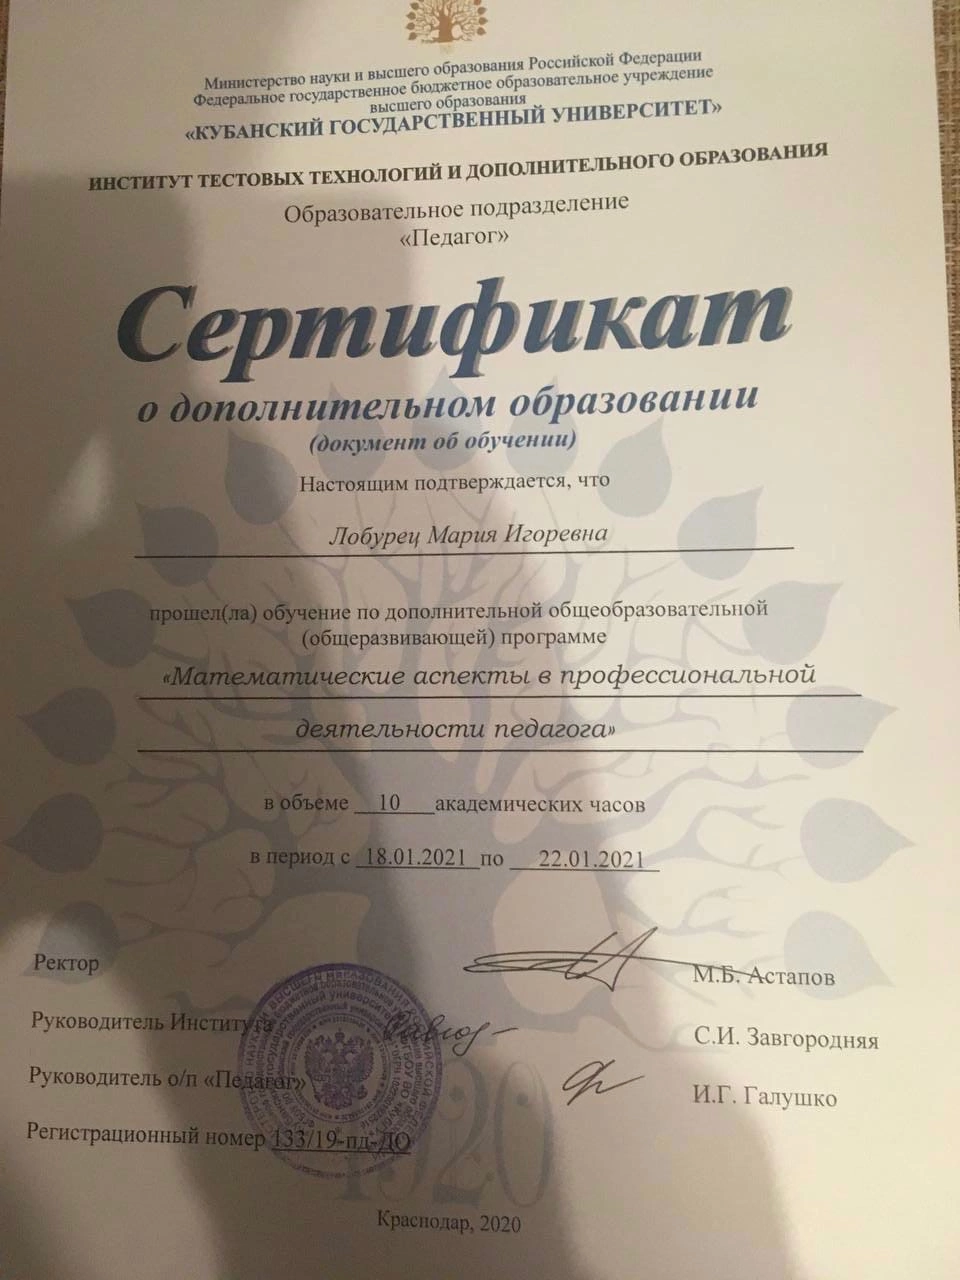 Министерство науки и высшего образования Российской Федерации
Федеральное государственное бюджетное образовательное учреждение
высшего образования
«КУБАНСКИЙ ГОСУДАРСТВЕННЫЙ УНИВЕРСИТЕТ»
ИНСТИТУТ ТЕСТОВЫХ ТЕХНОЛОГИЙ И ДОПОЛНИТЕЛЬНОГО ОБРАЗОВАНИЯ
Образовательное подразделение
«Педагог»
Сертификат
о дополнительном образовании
(документ об обучении)
Настоящим подтверждается, что
Лобурец Мария Игоревна
прошел(ла) обучение по дополнительной общеобразовательной
(общеразвивающей) программе
«Математические аспекты в профессиональной
деятельности педагога»
в объеме 10 академических часов
в период с 18.01.2021 по 22.01.2021
Ректор М.Б. Астапов
Руководитель Института С.И. Завгородняя
Руководитель о/п «Педагог» И.Г. Галушко
Регистрационный номер 133/19-пд-ДО
1920
Краснодар, 2020